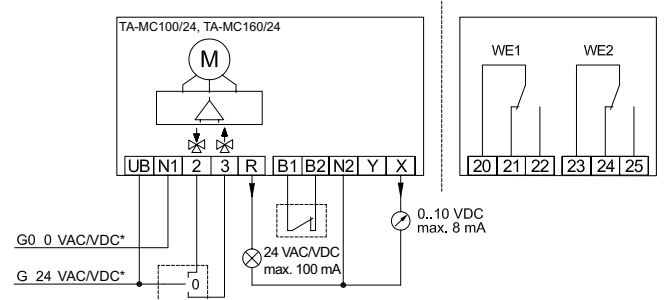 TA-MC100/24, TA-MC160/24
M
WE1 WE2
UB N1 2 3 R B1 B2 N2 Y X
20 21 22 23 24 25
0..10 VDC
max. 8 mA
G0 0 VAC/VDC*
24 VAC/VDC
max. 100 mA
G 24 VAC/VDC*
0